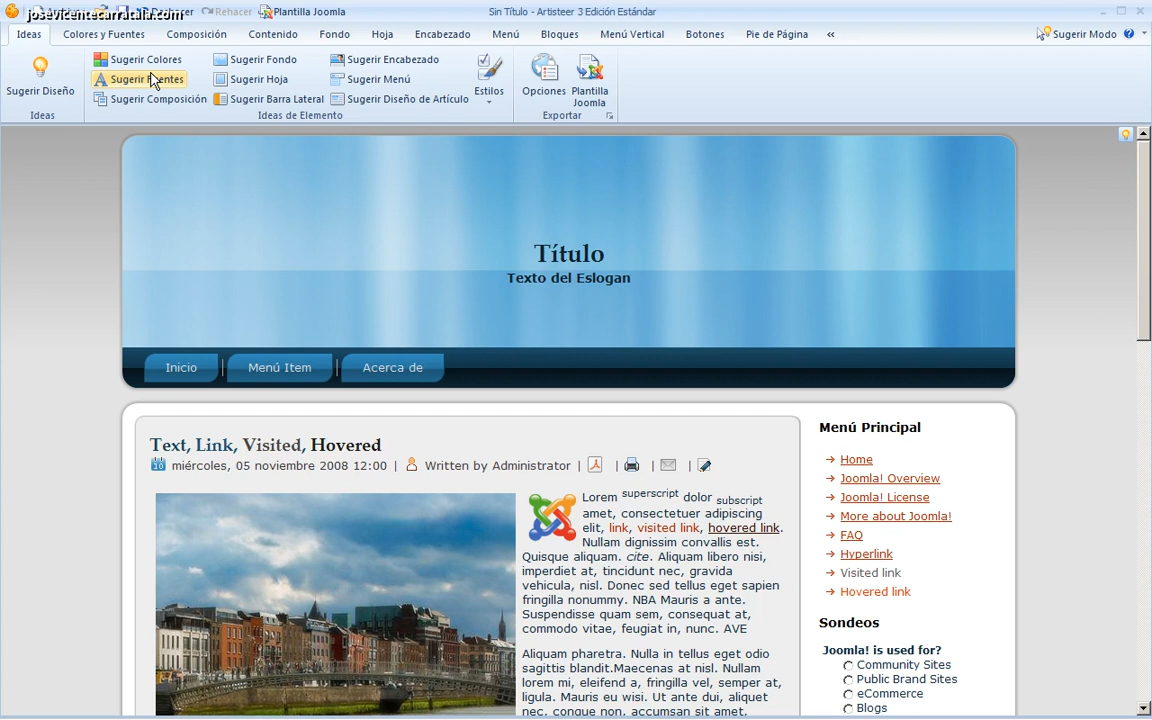 josevicentecarratala.com
Rehacer
Plantilla Joomla
Sin Título - Artisteer 3 Edición Estándar
Ideas
Colores y Fuentes
Composición
Contenido
Fondo
Hoja
Encabezado
Menú
Bloques
Menú Vertical
Botones
Pie de Página
«
Sugerir Modo
Sugerir Diseño
Ideas
Sugerir Colores
Sugerir Fuentes
Sugerir Composición
Sugerir Fondo
Sugerir Hoja
Sugerir Barra Lateral
Sugerir Encabezado
Sugerir Menú
Sugerir Diseño de Artículo
Estilos
Ideas de Elemento
Opciones
Plantilla
Joomla
Exportar
Título
Texto del Eslogan
Inicio
Menú Item
Acerca de
Text, Link, Visited, Hovered
10 miércoles, 05 noviembre 2008 12:00 | Written by Administrator | | | |
Lorem superscript dolor subscript
amet, consectetuer adipiscing
elit, link, visited link, hovered link.
Nullam dignissim convallis est.
Quisque aliquam. cite. Aliquam libero nisi,
imperdiet at, tincidunt nec, gravida
vehicula, nisl. Donec sed tellus eget sapien
fringilla nonummy. NBA Mauris a ante.
Suspendisse quam sem, consequat at,
commodo vitae, feugiat in, nunc. AVE
Aliquam pharetra. Nulla in tellus eget odio
sagittis blandit.Maecenas at nisl. Nullam
lorem mi, eleifend a, fringilla vel, semper at,
ligula. Mauris eu wisi. Ut ante dui, aliquet
nec, congue non, accumsan sit amet.
Menú Principal
Home
Joomla! Overview
Joomla! License
More about Joomla!
FAQ
Hyperlink
Visited link
Hovered link
Sondeos
Joomla! is used for?
Community Sites
Public Brand Sites
eCommerce
Blogs